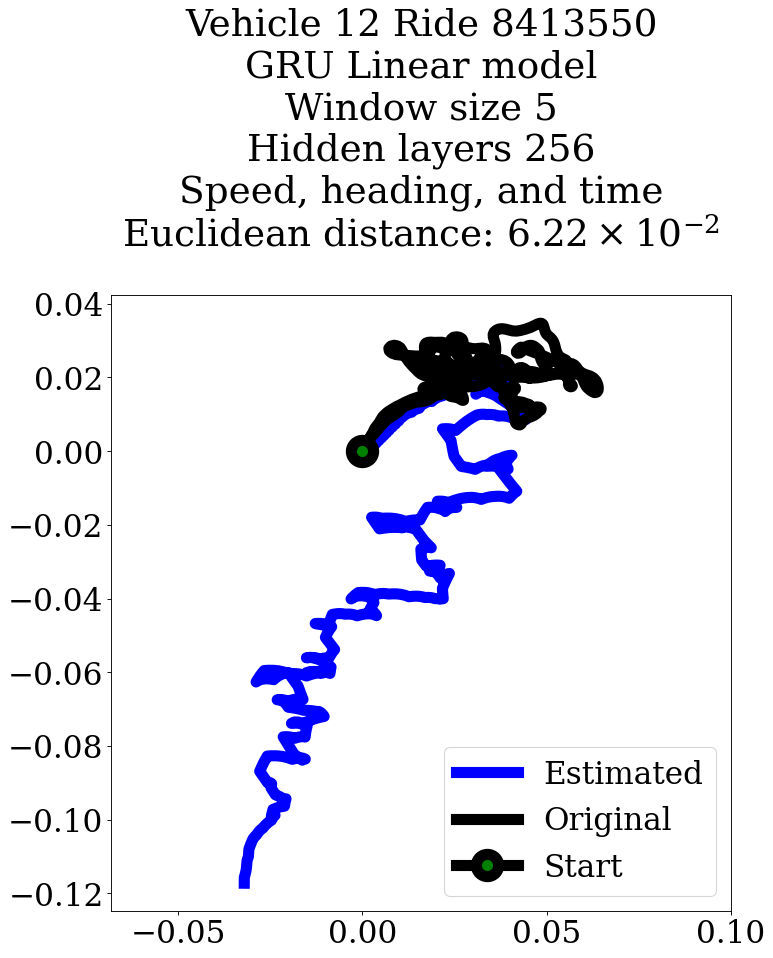 Vehicle 12 Ride 8413550
GRU Linear model
Window size 5
Hidden layers 256
Speed, heading, and time
Euclidean distance: 6.22 × 10⁻²
0.04
0.02
0.00
−0.02
−0.04
−0.06
−0.08
−0.10
−0.12
Estimated
Original
Start
−0.05
0.00
0.05
0.10